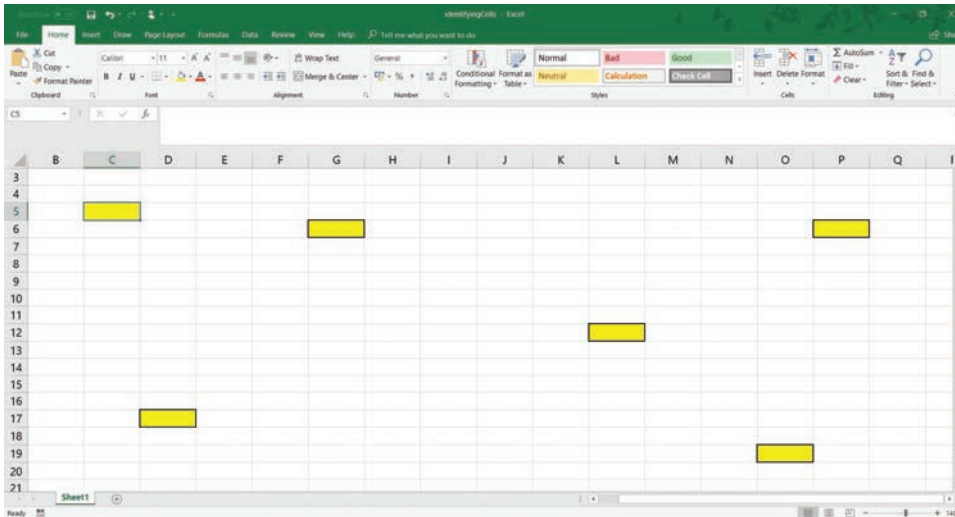 identifyingCells - Excel
File Home Insert Draw Page Layout Formulas Data Review View Help Tell me what you want to do
Paste
Cut
Copy
Format Painter
Clipboard
Calibri 11 A A
B I U A
Font
Wrap Text
Merge & Center
Alignment
General
% ,
Number
Conditional Formatting
Format as Table
Normal Bad Good
Neutral Calculation Check Cell
Styles
Insert Delete Format
Cells
AutoSum
Fill
Clear
Sort & Filter
Find & Select
Editing
C5 fx
B C D E F G H I J K L M N O P Q
3
4
5
6
7
8
9
10
11
12
13
14
15
16
17
18
19
20
21
Sheet1
Ready